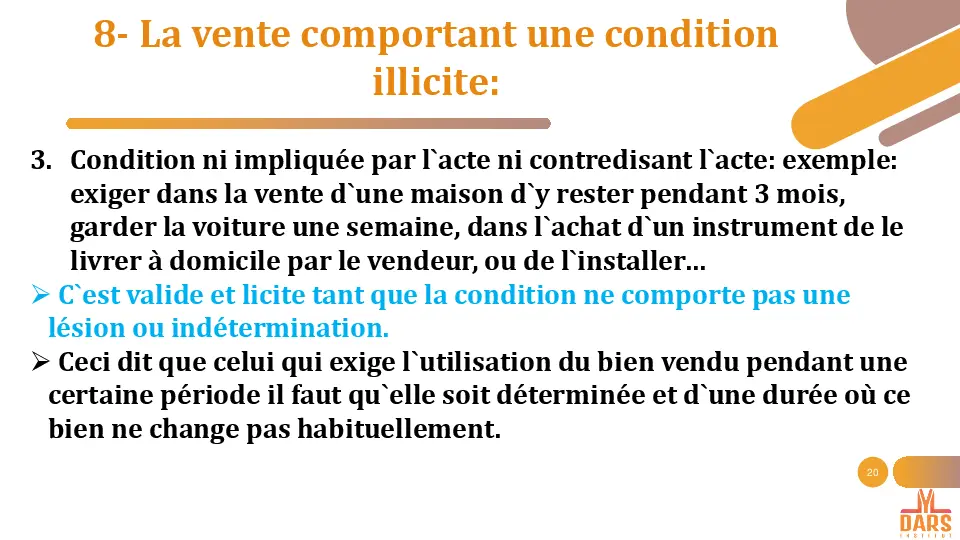 8- La vente comportant une condition
illicite:
3. Condition ni impliquée par l`acte ni contredisant l`acte: exemple:
exiger dans la vente d`une maison d`y rester pendant 3 mois,
garder la voiture une semaine, dans l`achat d`un instrument de le
livrer à domicile par le vendeur, ou de l`installer…
➢ C`est valide et licite tant que la condition ne comporte pas une
lésion ou indétermination.
➢ Ceci dit que celui qui exige l`utilisation du bien vendu pendant une
certaine période il faut qu`elle soit déterminée et d`une durée où ce
bien ne change pas habituellement.
20
DARS
INSTITUT